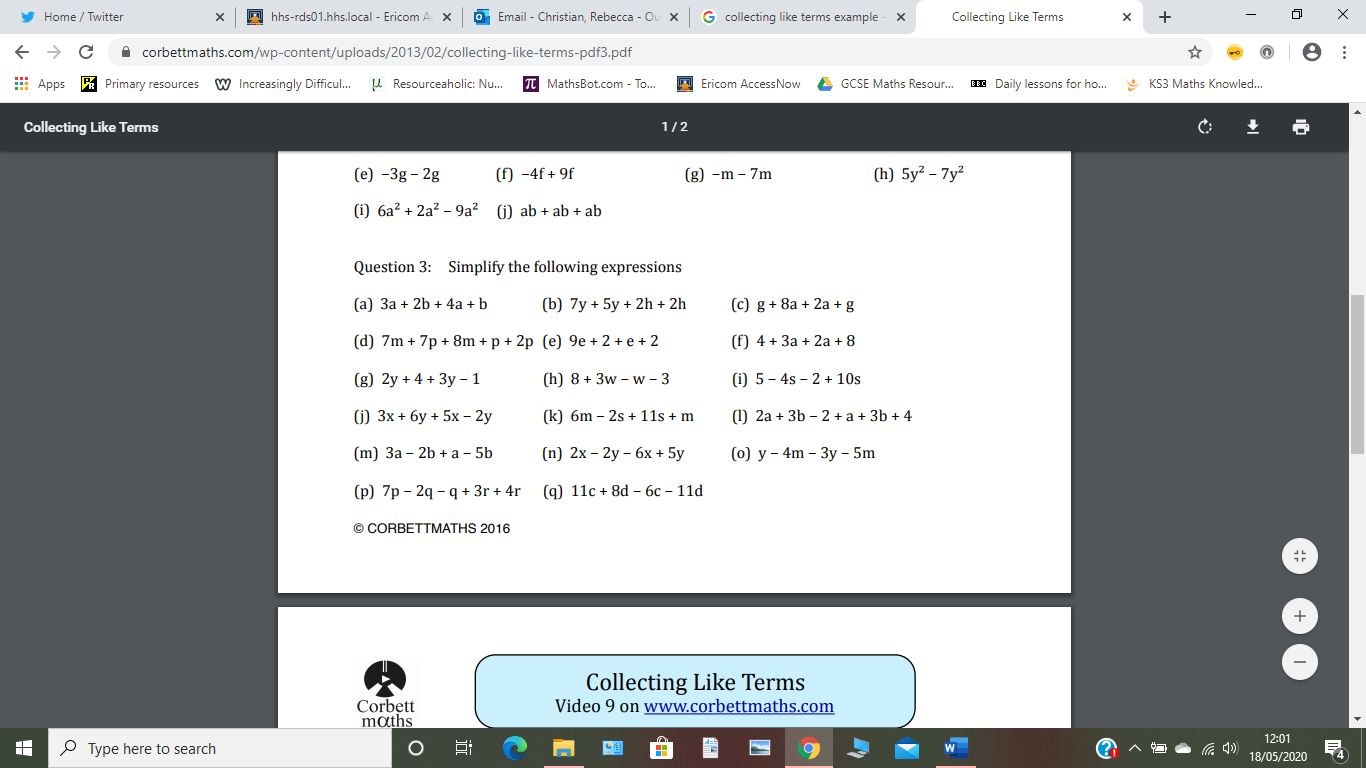 Home / Twitter
hhs-rds01.hhs.local - Ericom Ac
Email - Christian, Rebecca - Ou
collecting like terms example -
Collecting Like Terms
corbettmaths.com/wp-content/uploads/2013/02/collecting-like-terms-pdf3.pdf
Apps Primary resources Increasingly Difficul... Resourceaholic: Nu... MathsBot.com - To... Ericom AccessNow GCSE Maths Resour... BBC Daily lessons for ho... KS3 Maths Knowled...
Collecting Like Terms 1 / 2
(e) −3g – 2g (f) −4f + 9f (g) −m – 7m (h) 5y² – 7y²
(i) 6a² + 2a² – 9a² (j) ab + ab + ab
Question 3: Simplify the following expressions
(a) 3a + 2b + 4a + b (b) 7y + 5y + 2h + 2h (c) g + 8a + 2a + g
(d) 7m + 7p + 8m + p + 2p (e) 9e + 2 + e + 2 (f) 4 + 3a + 2a + 8
(g) 2y + 4 + 3y – 1 (h) 8 + 3w – w – 3 (i) 5 – 4s – 2 + 10s
(j) 3x + 6y + 5x – 2y (k) 6m – 2s + 11s + m (l) 2a + 3b – 2 + a + 3b + 4
(m) 3a – 2b + a – 5b (n) 2x – 2y – 6x + 5y (o) y – 4m – 3y – 5m
(p) 7p – 2q – q + 3r + 4r (q) 11c + 8d – 6c – 11d
© CORBETTMATHS 2016
Corbett
mαths
Collecting Like Terms
Video 9 on www.corbettmaths.com
Type here to search
12:01
18/05/2020
4